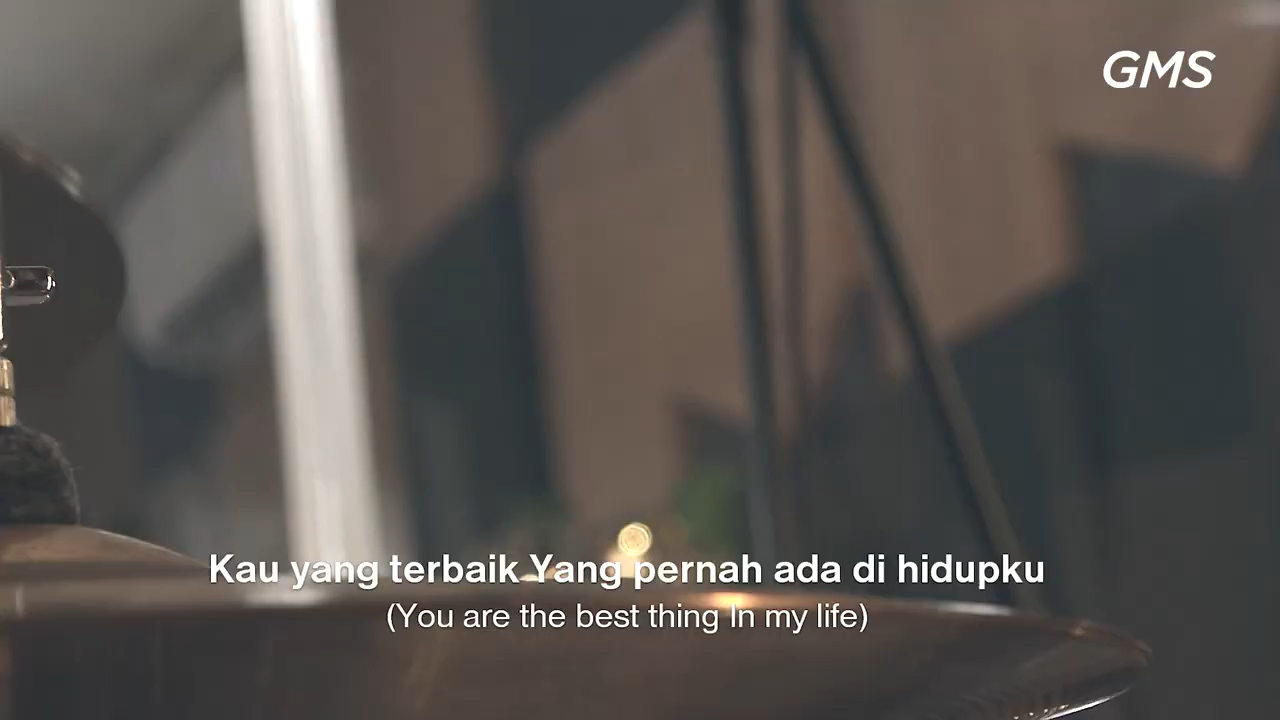 GMS
Kau yang terbaik Yang pernah ada di hidupku
(You are the best thing In my life)